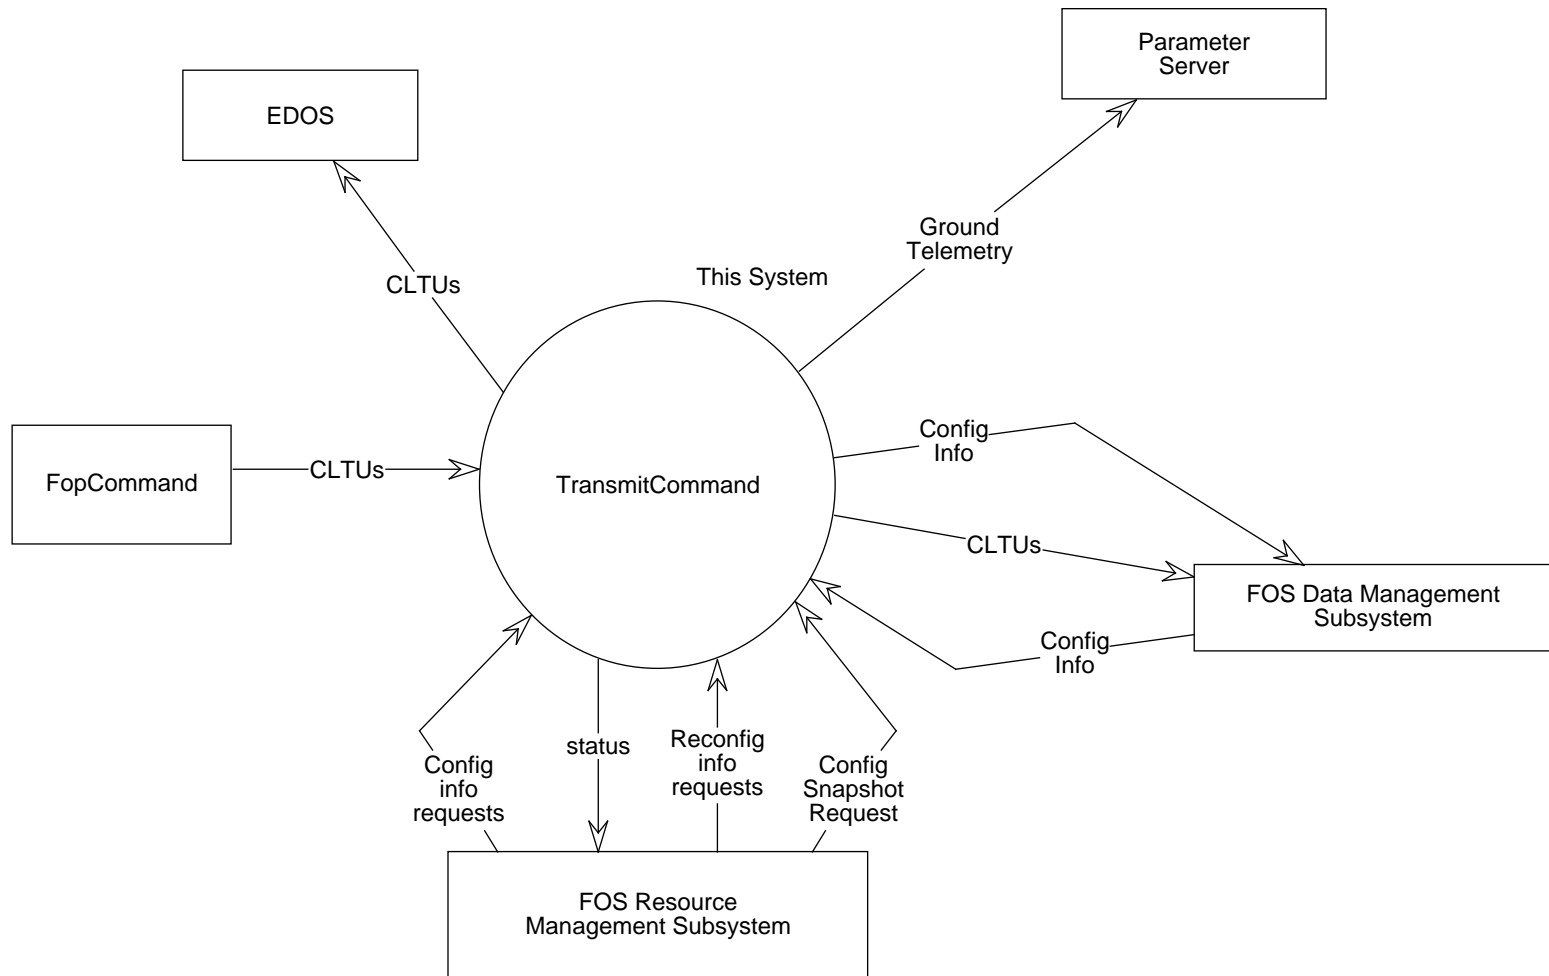 Parameter
Server
EDOS
Ground
Telemetry
This System
CLTUs
Config
Info
FopCommand
CLTUs
TransmitCommand
CLTUs
FOS Data Management
Subsystem
Config
Info
status
Reconfig
info
requests
Config
info
requests
Config
Snapshot
Request
FOS Resource
Management Subsystem